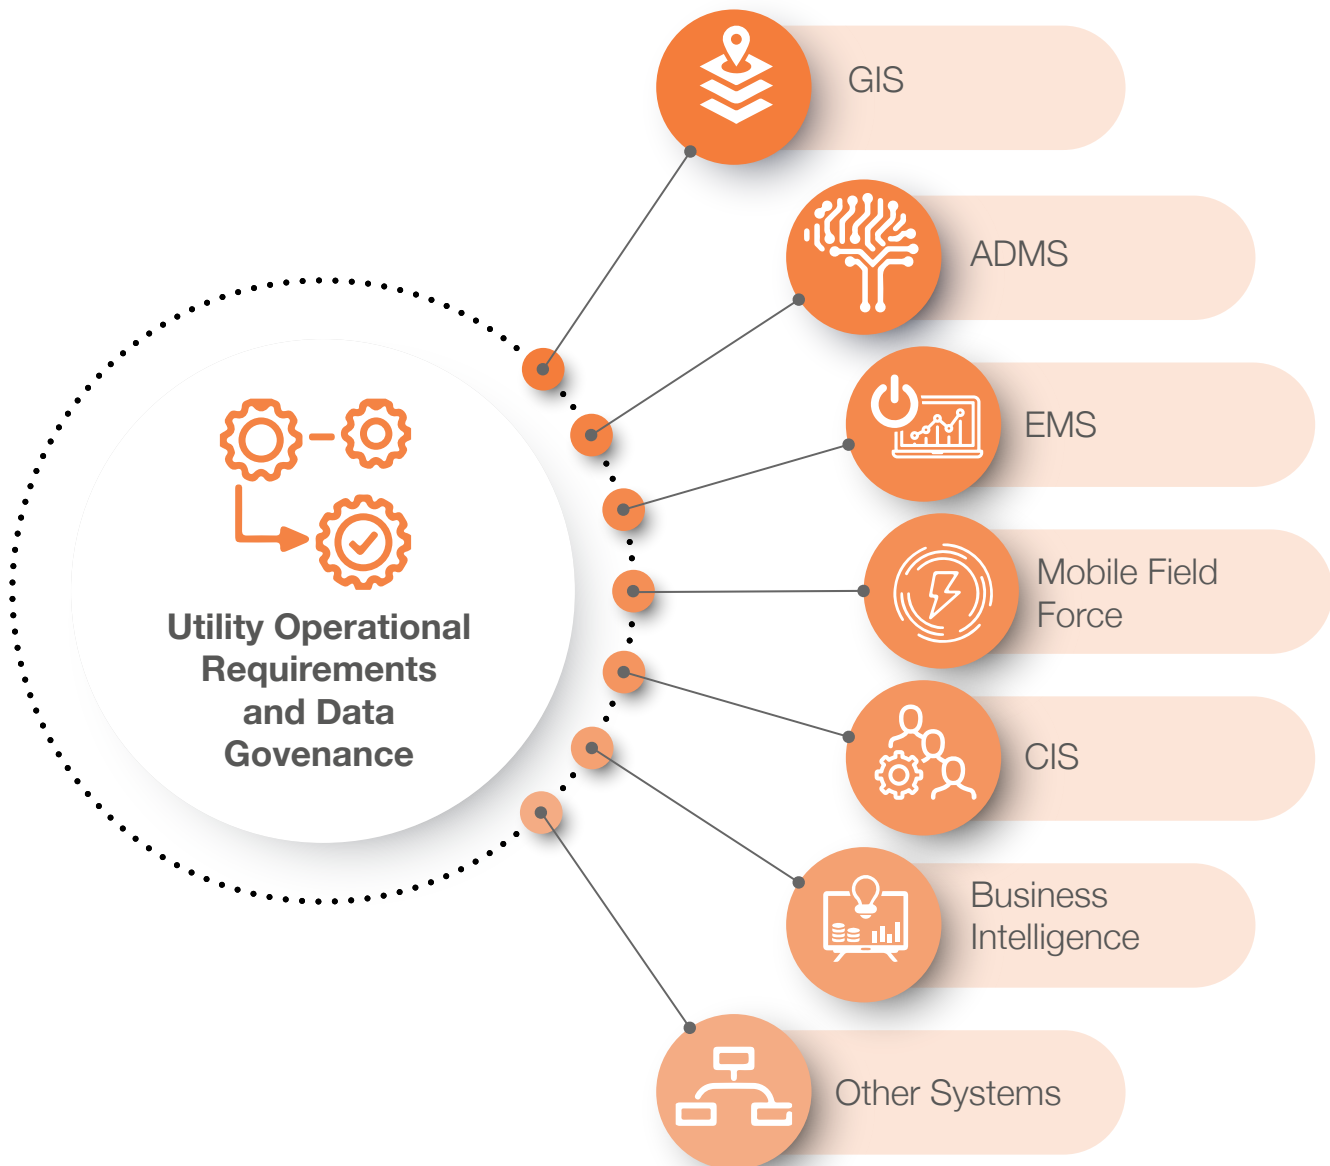 GIS
ADMS
EMS
Mobile Field
Force
CIS
Business
Intelligence
Other Systems
Utility Operational
Requirements
and Data
Govenance